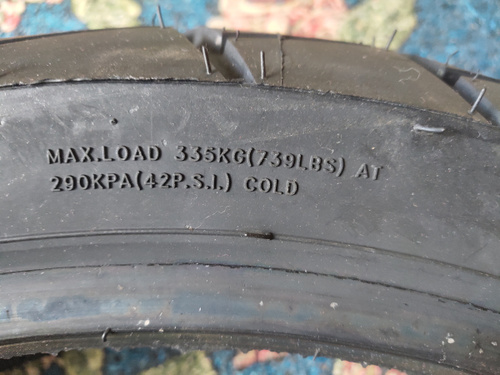 MAX.LOAD 335KG(739LBS) AT
290KPA(42P.S.I.) COLD